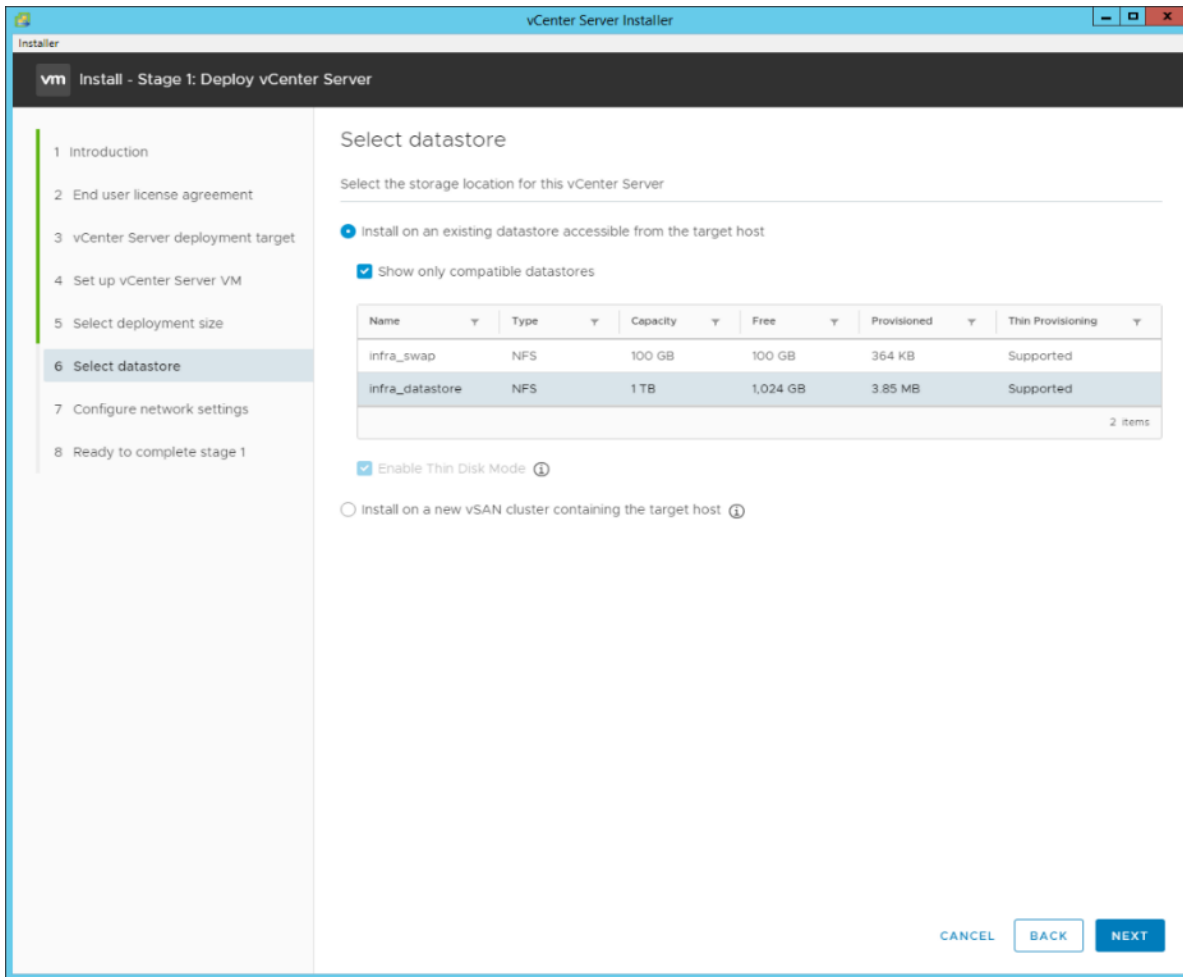 vCenter Server Installer
Installer
vm Install - Stage 1: Deploy vCenter Server
1 Introduction
2 End user license agreement
3 vCenter Server deployment target
4 Set up vCenter Server VM
5 Select deployment size
6 Select datastore
7 Configure network settings
8 Ready to complete stage 1
Select datastore
Select the storage location for this vCenter Server
Install on an existing datastore accessible from the target host
Show only compatible datastores
Name Type Capacity Free Provisioned Thin Provisioning
infra_swap NFS 100 GB 100 GB 364 KB Supported
infra_datastore NFS 1 TB 1,024 GB 3.85 MB Supported
2 items
Enable Thin Disk Mode
Install on a new vSAN cluster containing the target host
CANCEL BACK NEXT